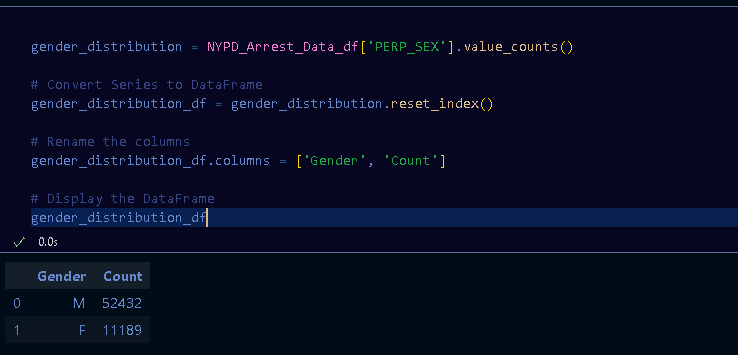 gender_distribution = NYPD_Arrest_Data_df['PERP_SEX'].value_counts()
# Convert Series to DataFrame
gender_distribution_df = gender_distribution.reset_index()
# Rename the columns
gender_distribution_df.columns = ['Gender', 'Count']
# Display the DataFrame
gender_distribution_df
0.0s
Gender Count
0 M 52432
1 F 11189